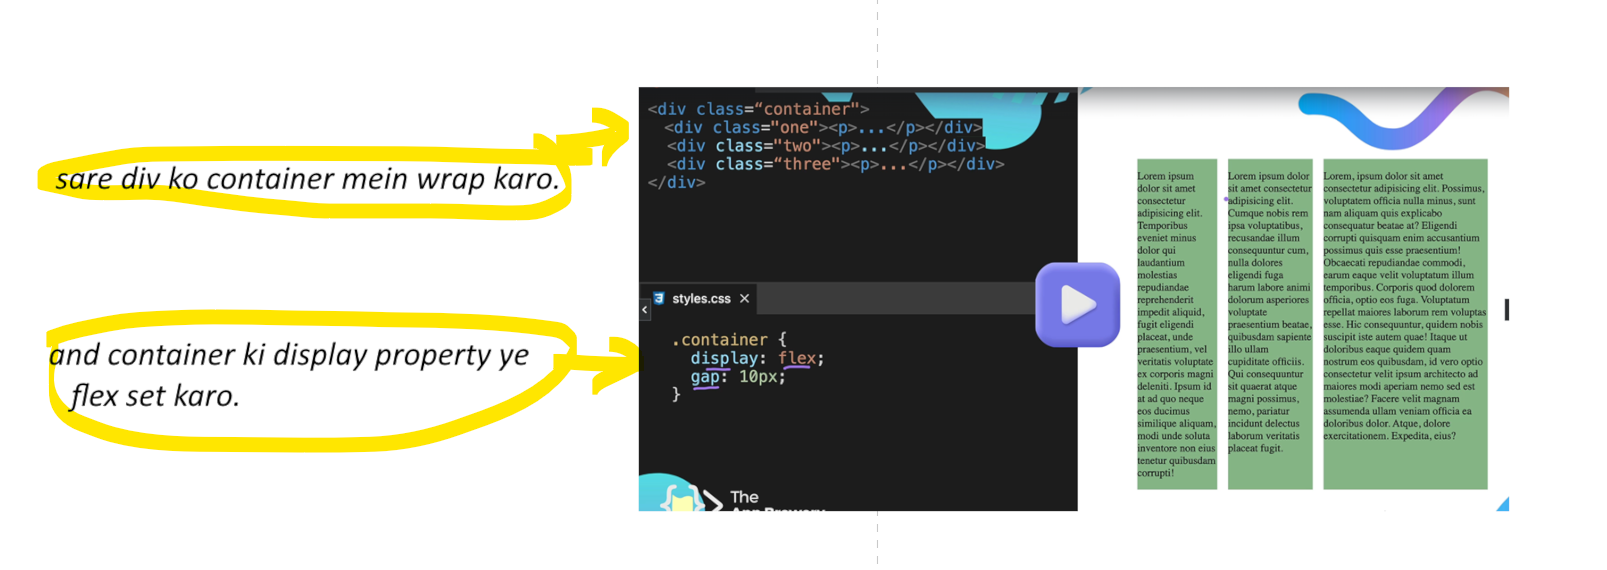 sare div ko container mein wrap karo.
and container ki display property ye
flex set karo.
<div class=“container">
<div class="one"><p>...</p></div>
<div class="two"><p>...</p></div>
<div class=“three"><p>...</p></div>
</div>
styles.css
.container {
display: flex;
gap: 10px;
}
The
App Brewery
Lorem ipsum
dolor sit amet
consectetur
adipisicing elit.
Temporibus
eveniet minus
dolor qui
laudantium
molestias
repudiandae
reprehenderit
impedit aliquid,
fugit eligendi
placeat, unde
praesentium, vel
veritatis voluptate
ex corporis magni
deleniti. Ipsum id
at ad quo neque
eos ducimus
similique aliquam,
modi unde soluta
inventore non eius
tenetur quibusdam
corrupti!
Lorem ipsum dolor
sit amet consectetur
adipisicing elit.
Cumque nobis rem
ipsa voluptatibus,
recusandae illum
consequuntur cum,
nulla dolores
eligendi fuga
harum labore animi
dolorum asperiores
voluptate
praesentium beatae,
quibusdam sapiente
illo ullam
cupiditate officiis.
Qui consequuntur
sit quaerat atque
magni possimus,
nemo, pariatur
incidunt delectus
laborum veritatis
placeat fugit.
Lorem, ipsum dolor sit amet
consectetur adipisicing elit. Possimus,
voluptatem officia nulla minus, sunt
nam aliquam quis explicabo
consequatur beatae at? Eligendi
corrupti quisquam enim accusantium
possimus quis esse praesentium!
Obcaecati repudiandae commodi,
earum eaque velit voluptatum illum
temporibus. Corporis quod dolorem
officia, optio eos fuga. Voluptatum
repellat maiores laborum rem voluptas
esse. Hic consequuntur, quidem nobis
suscipit iste autem quae! Itaque ut
doloribus eaque quidem quam
nostrum eos quibusdam, id vero optio
consectetur velit ipsum architecto ad
maiores modi aperiam nemo sed est
molestiae? Facere velit magnam
assumenda ullam veniam officia ea
doloribus dolor. Atque, dolore
exercitationem. Expedita, eius?